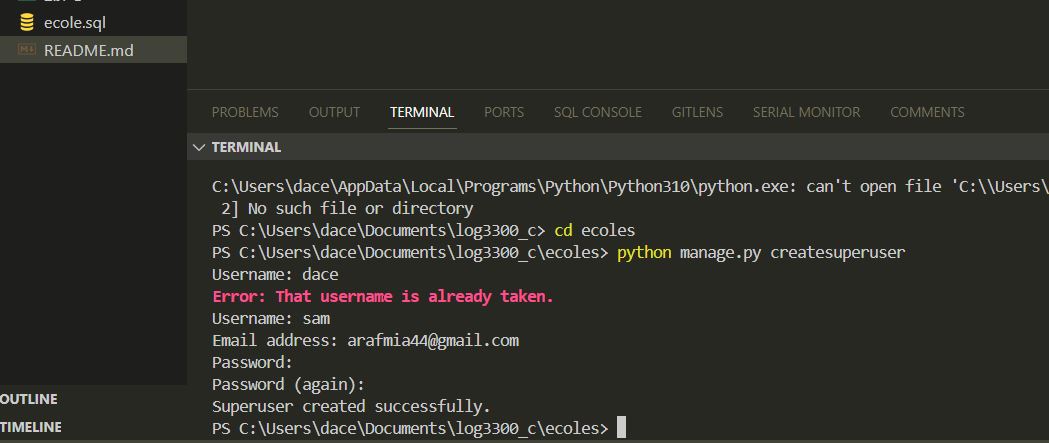 ecole.sql
README.md
PROBLEMS OUTPUT TERMINAL PORTS SQL CONSOLE GITLENS SERIAL MONITOR COMMENTS
TERMINAL
C:\Users\dace\AppData\Local\Programs\Python\Python310\python.exe: can't open file 'C:\\Users\
2] No such file or directory
PS C:\Users\dace\Documents\log3300_c> cd ecoles
PS C:\Users\dace\Documents\log3300_c\ecoles> python manage.py createsuperuser
Username: dace
Error: That username is already taken.
Username: sam
Email address: arafmia44@gmail.com
Password:
Password (again):
Superuser created successfully.
PS C:\Users\dace\Documents\log3300_c\ecoles>
OUTLINE
TIMELINE